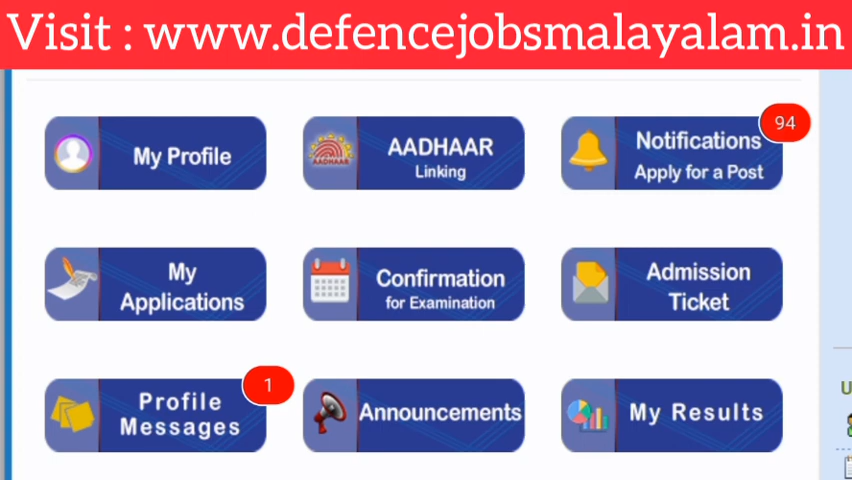 Visit : www.defencejobsmalayalam.in
My Profile
AADHAAR
AADHAAR
Linking
94
Notifications
Apply for a Post
My
Applications
Confirmation
for Examination
Admission
Ticket
1
Profile
Messages
Announcements
My Results
U